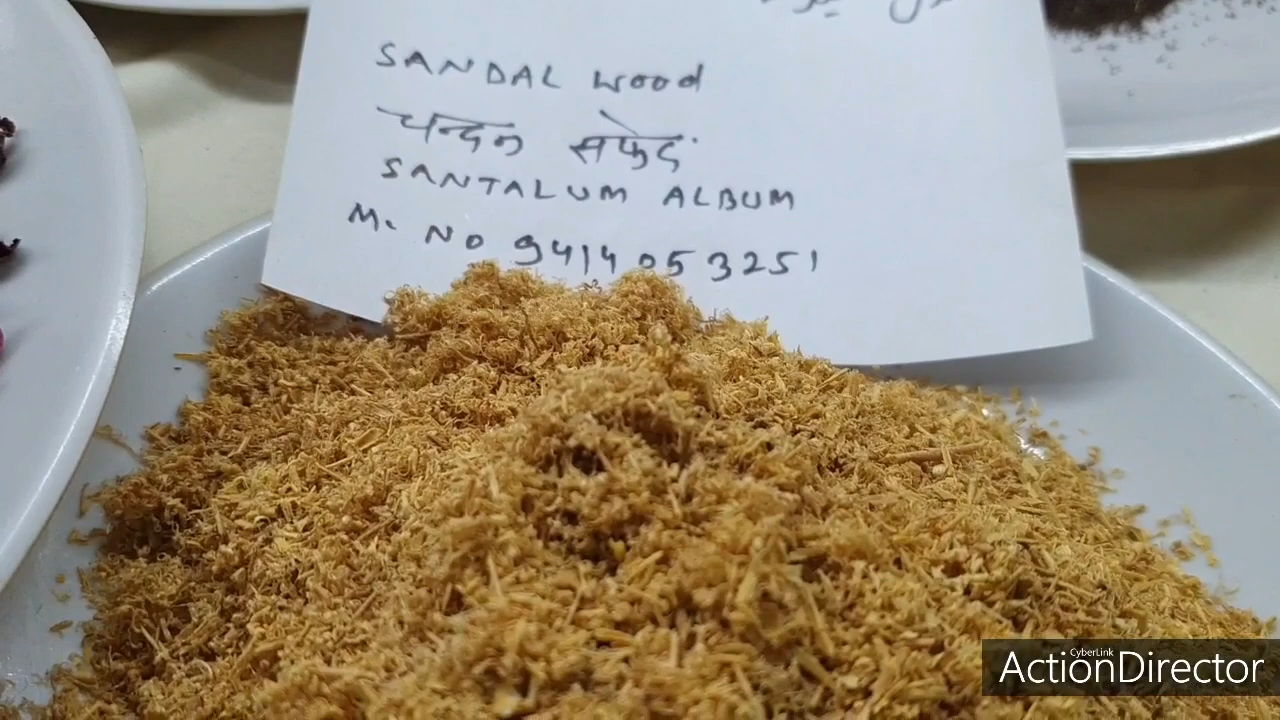 SANDAL wood
चन्दन सफेद
SANTALUM ALBUM
M. NO 9414053251
CyberLink
ActionDirector